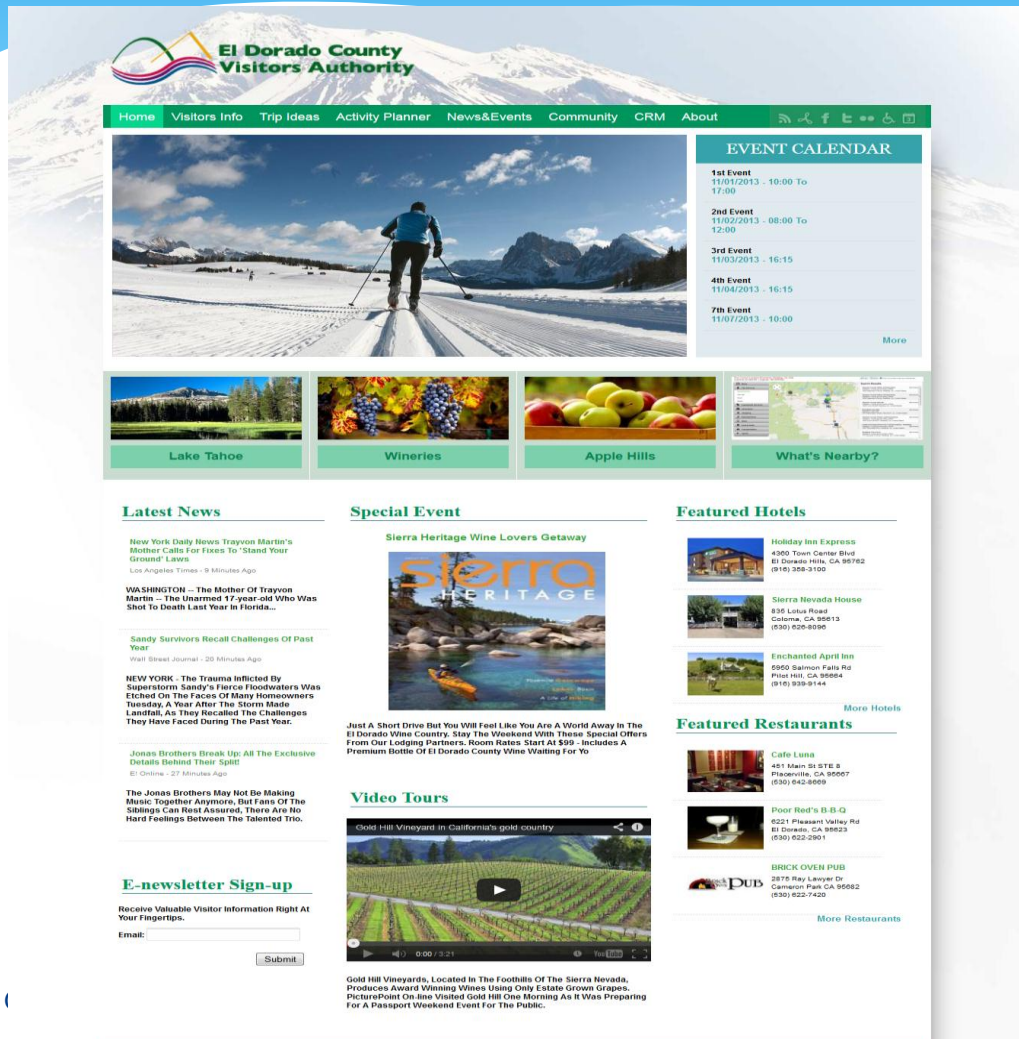 El Dorado County
Visitors Authority
Home Visitors Info Trip Ideas Activity Planner News&Events Community CRM About
EVENT CALENDAR
1st Event
11/01/2013 - 10:00 To
17:00
2nd Event
11/02/2013 - 08:00 To
12:00
3rd Event
11/03/2013 - 16:15
4th Event
11/04/2013 - 16:15
7th Event
11/07/2013 - 10:00
More
Lake Tahoe
Wineries
Apple Hills
What's Nearby?
Latest News
New York Daily News Trayvon Martin's
Mother Calls For Fixes To 'Stand Your
Ground' Laws
Los Angeles Times - 9 Minutes Ago
WASHINGTON -- The Mother Of Trayvon
Martin -- The Unarmed 17-year-old Who Was
Shot To Death Last Year In Florida...
Sandy Survivors Recall Challenges Of Past
Year
Wall Street Journal - 20 Minutes Ago
NEW YORK - The Trauma Inflicted By
Superstorm Sandy's Fierce Floodwaters Was
Etched On The Faces Of Many Homeowners
Tuesday, A Year After The Storm Made
Landfall, As They Recalled The Challenges
They Have Faced During The Past Year.
Jonas Brothers Break Up: All The Exclusive
Details Behind Their Split!
E! Online - 27 Minutes Ago
The Jonas Brothers May Not Be Making
Music Together Anymore, But Fans Of The
Siblings Can Rest Assured, There Are No
Hard Feelings Between The Talented Trio.
E-newsletter Sign-up
Receive Valuable Visitor Information Right At
Your Fingertips.
Email:
Submit
Special Event
Sierra Heritage Wine Lovers Getaway
sierra
HERITAGE
Just A Short Drive But You Will Feel Like You Are A World Away In The
El Dorado Wine Country. Stay The Weekend With These Special Offers
From Our Lodging Partners. Room Rates Start At $99 - Includes A
Premium Bottle Of El Dorado County Wine Waiting For Yo
Video Tours
Gold Hill Vineyard in California's gold country
0:00 / 3:21
YouTube
Gold Hill Vineyards, Located In The Foothills Of The Sierra Nevada,
Produces Award Winning Wines Using Only Estate Grown Grapes.
PicturePoint On-line Visited Gold Hill One Morning As It Was Preparing
For A Passport Weekend Event For The Public.
Featured Hotels
Holiday Inn Express
4360 Town Center Blvd
El Dorado Hills, CA 95762
(916) 358-3100
Sierra Nevada House
835 Lotus Road
Coloma, CA 95613
(530) 626-8096
Enchanted April Inn
5950 Salmon Falls Rd
Pilot Hill, CA 95664
(916) 939-9144
More Hotels
Featured Restaurants
Cafe Luna
451 Main St STE 8
Placerville, CA 95667
(530) 642-8669
Poor Red's B-B-Q
6221 Pleasant Valley Rd
El Dorado, CA 95623
(530) 622-2901
PUB
BRICK OVEN PUB
2875 Ray Lawyer Dr
Cameron Park CA 95682
(530) 622-7420
More Restaurants